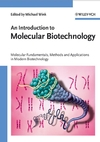 Edited by Michael Wink
WILEY-VCH
An Introduction to
Molecular Biotechnology
Molecular Fundamentals, Methods and Applications
in Modern Biotechnology